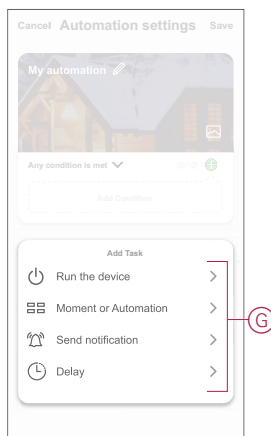 Cancel Automation settings Save
My automation
Any condition is met
Add Condition
Add Task
Run the device
Moment or Automation
Send notification
Delay
G